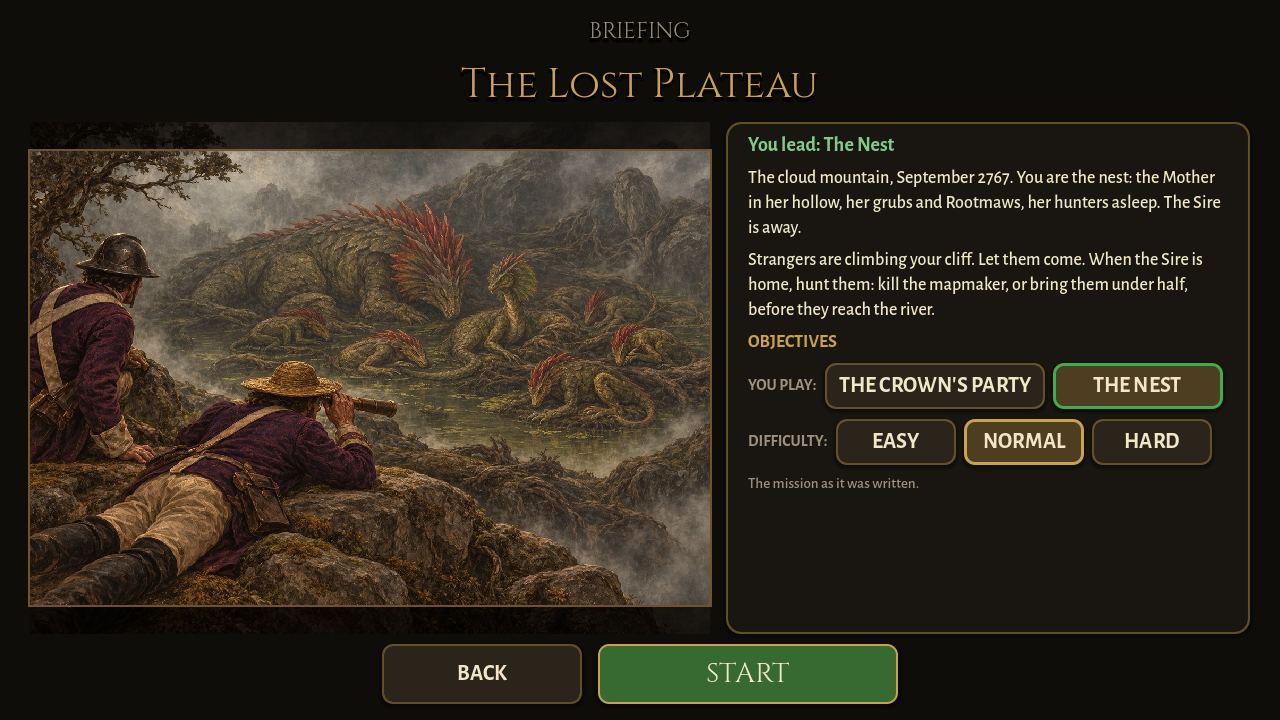 BRIEFING
The Lost Plateau
You lead: The Nest
The cloud mountain, September 2767. You are the nest: the Mother
in her hollow, her grubs and Rootmaws, her hunters asleep. The Sire
is away.
Strangers are climbing your cliff. Let them come. When the Sire is
home, hunt them: kill the mapmaker, or bring them under half,
before they reach the river.
OBJECTIVES
YOU PLAY: THE CROWN'S PARTY THE NEST
DIFFICULTY: EASY NORMAL HARD
The mission as it was written.
BACK START